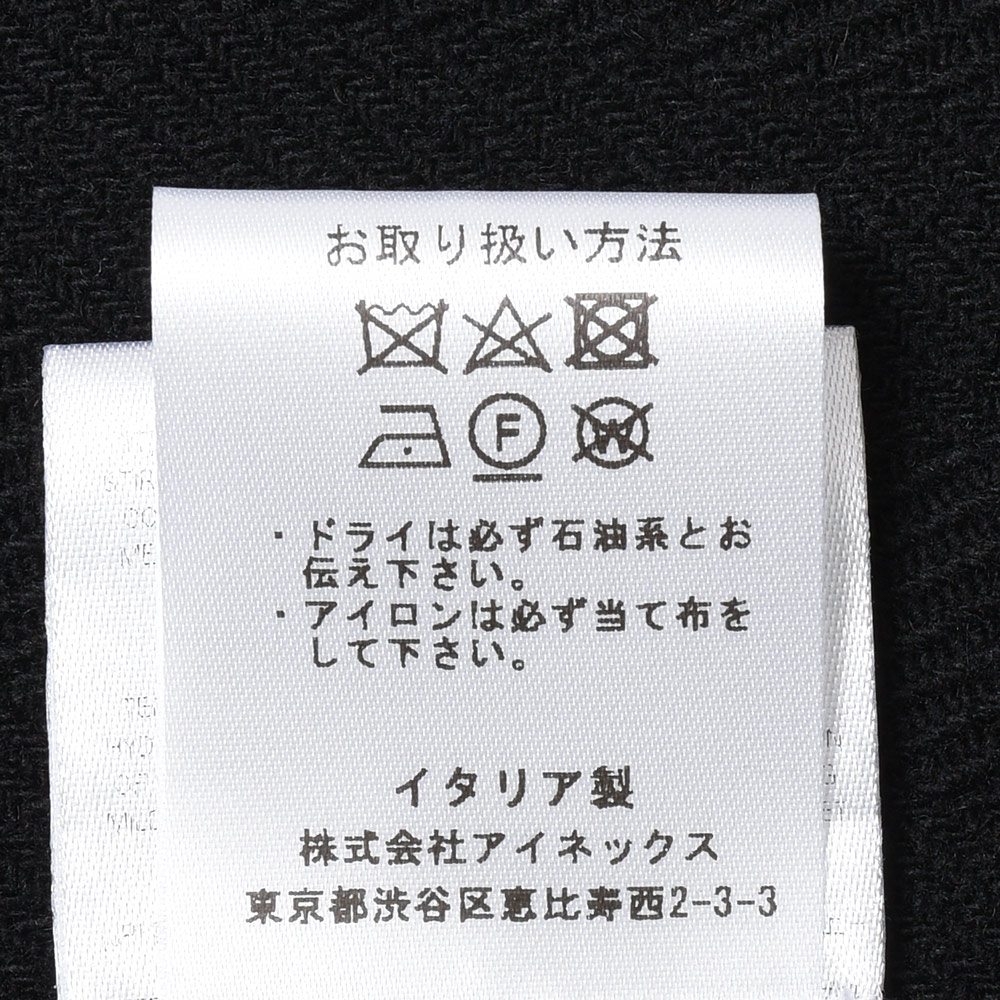 お取り扱い方法
F W
・ドライは必ず石油系とお
伝え下さい。
・アイロンは必ず当て布を
して下さい。
イタリア製
株式会社アイネックス
東京都渋谷区恵比寿西2-3-3